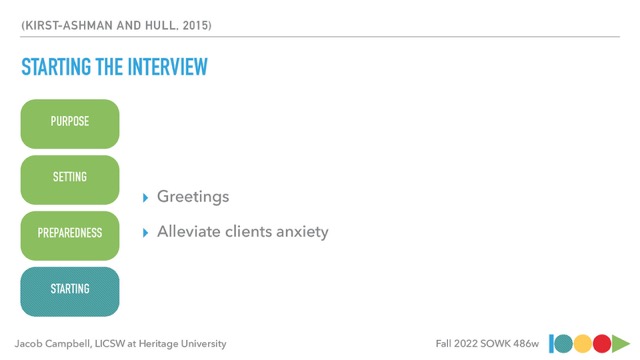 (KIRST-ASHMAN AND HULL, 2015)
STARTING THE INTERVIEW
PURPOSE
SETTING
PREPAREDNESS
STARTING
▸ Greetings
▸ Alleviate clients anxiety
Jacob Campbell, LICSW at Heritage University
Fall 2022 SOWK 486w